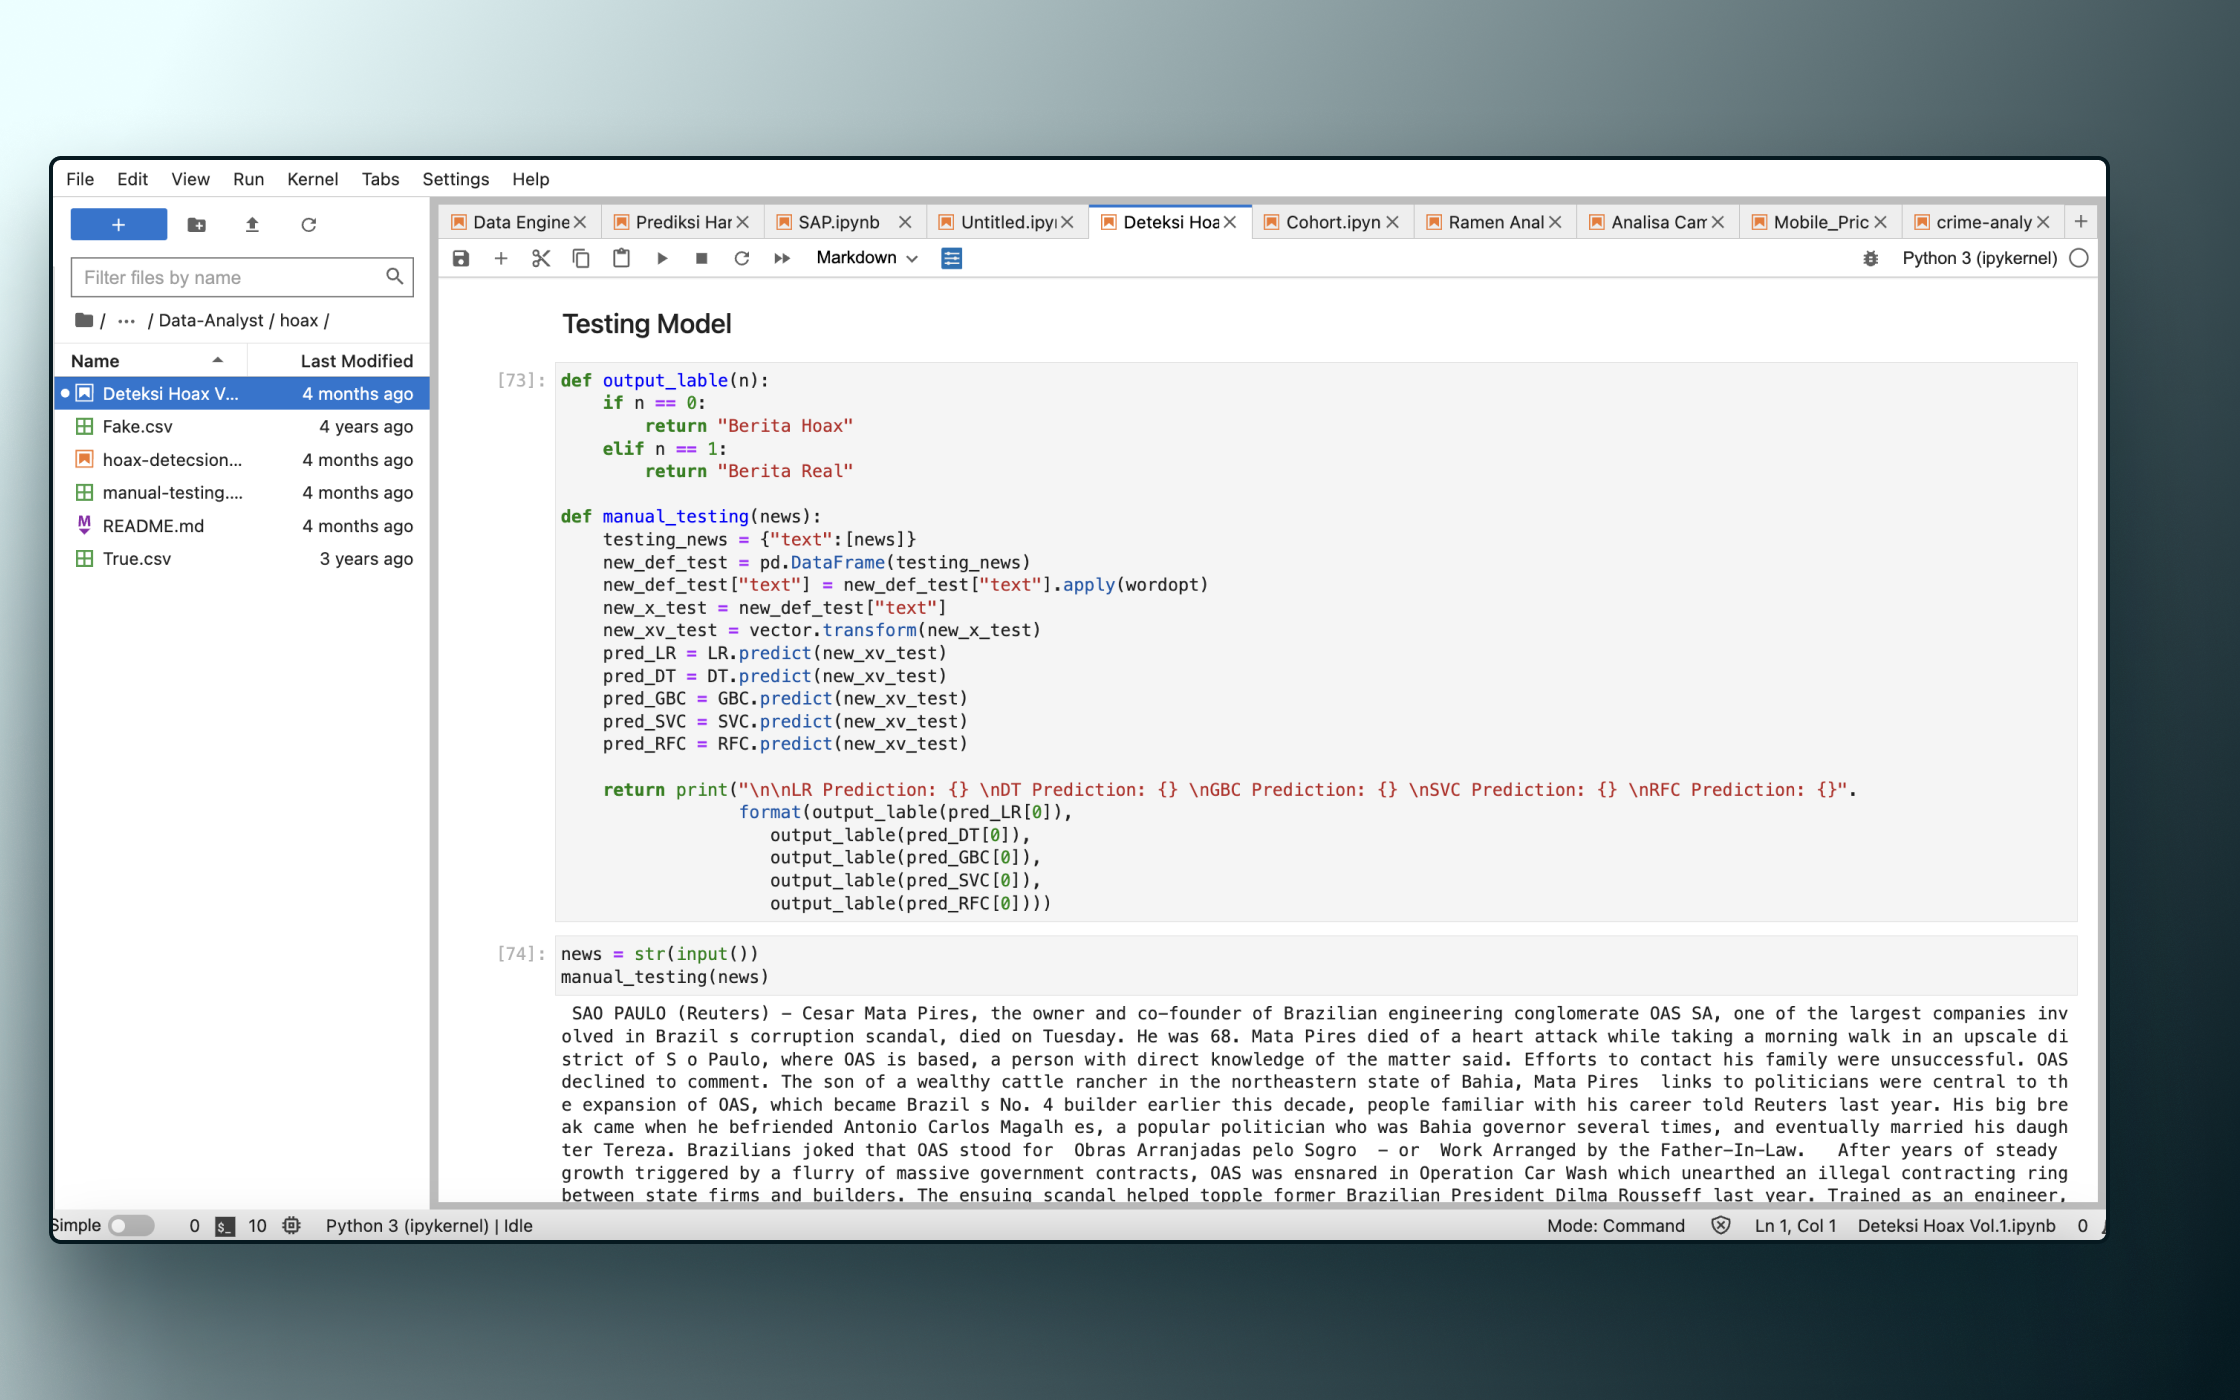 File Edit View Run Kernel Tabs Settings Help
Data Engine Prediksi Har SAP.ipynb Untitled.ipy Deteksi Hoa Cohort.ipyn Ramen Anal Analisa Cam Mobile_Pric crime-analy
Markdown
Python 3 (ipykernel)
Filter files by name
/ ... / Data-Analyst / hoax /
Name Last Modified
Deteksi Hoax V... 4 months ago
Fake.csv 4 years ago
hoax-detecsion... 4 months ago
manual-testing.... 4 months ago
README.md 4 months ago
True.csv 3 years ago
Testing Model
[73]:
def output_lable(n):
    if n == 0:
        return "Berita Hoax"
    elif n == 1:
        return "Berita Real"
def manual_testing(news):
    testing_news = {"text":[news]}
    new_def_test = pd.DataFrame(testing_news)
    new_def_test["text"] = new_def_test["text"].apply(wordopt)
    new_x_test = new_def_test["text"]
    new_xv_test = vector.transform(new_x_test)
    pred_LR = LR.predict(new_xv_test)
    pred_DT = DT.predict(new_xv_test)
    pred_GBC = GBC.predict(new_xv_test)
    pred_SVC = SVC.predict(new_xv_test)
    pred_RFC = RFC.predict(new_xv_test)
    return print("\n\nLR Prediction: {} \nDT Prediction: {} \nGBC Prediction: {} \nSVC Prediction: {} \nRFC Prediction: {}".
                 format(output_lable(pred_LR[0]),
                    output_lable(pred_DT[0]),
                    output_lable(pred_GBC[0]),
                    output_lable(pred_SVC[0]),
                    output_lable(pred_RFC[0])))
[74]:
news = str(input())
manual_testing(news)
SAO PAULO (Reuters) - Cesar Mata Pires, the owner and co-founder of Brazilian engineering conglomerate OAS SA, one of the largest companies inv
olved in Brazil s corruption scandal, died on Tuesday. He was 68. Mata Pires died of a heart attack while taking a morning walk in an upscale di
strict of S o Paulo, where OAS is based, a person with direct knowledge of the matter said. Efforts to contact his family were unsuccessful. OAS
declined to comment. The son of a wealthy cattle rancher in the northeastern state of Bahia, Mata Pires  links to politicians were central to th
e expansion of OAS, which became Brazil s No. 4 builder earlier this decade, people familiar with his career told Reuters last year. His big bre
ak came when he befriended Antonio Carlos Magalh es, a popular politician who was Bahia governor several times, and eventually married his daugh
ter Tereza. Brazilians joked that OAS stood for  Obras Arranjadas pelo Sogro  - or  Work Arranged by the Father-In-Law.   After years of steady
growth triggered by a flurry of massive government contracts, OAS was ensnared in Operation Car Wash which unearthed an illegal contracting ring
between state firms and builders. The ensuing scandal helped topple former Brazilian President Dilma Rousseff last year. Trained as an engineer,
Simple 0 10 Python 3 (ipykernel) | Idle Mode: Command Ln 1, Col 1 Deteksi Hoax Vol.1.ipynb 0